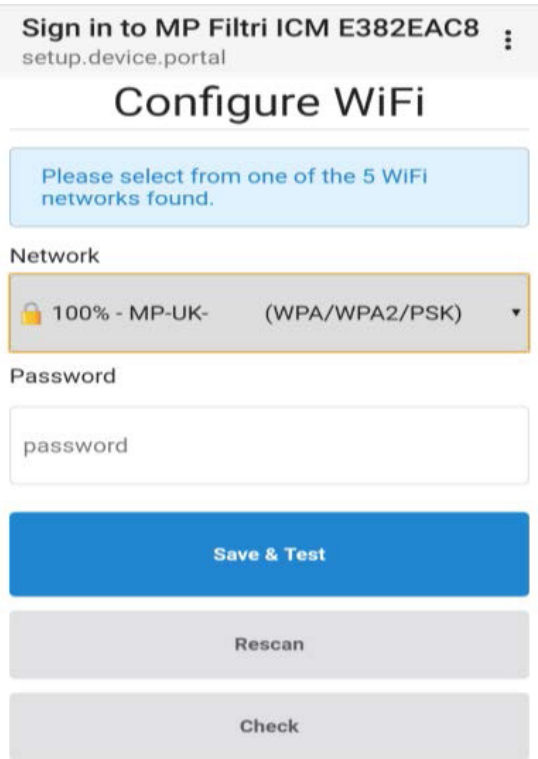 Sign in to MP Filtri ICM E382EAC8
setup.device.portal
Configure WiFi
Please select from one of the 5 WiFi
networks found.
Network
100% - MP-UK- (WPA/WPA2/PSK)
Password
password
Save & Test
Rescan
Check